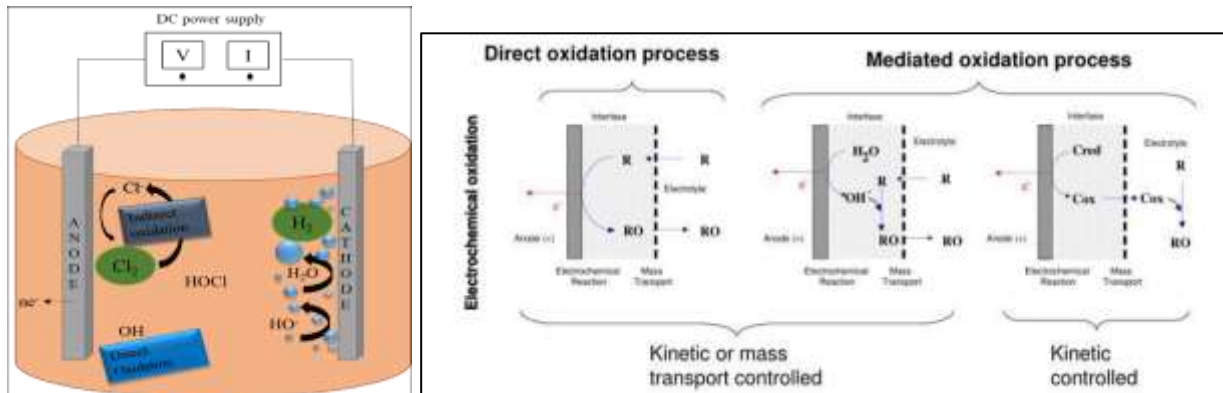 DC power supply
V
I
ANODE
CATHODE
Cl-
Indirect
oxidation
Cl2
HOCl
H2
H2O
HO-
ne-
OH
Direct
Oxidation
Direct oxidation process
Mediated oxidation process
Electrochemical oxidation
Interfase
R
R
Electrolyte
e-
RO
RO
Anode (+)
Electrochemical
Reaction
Mass
Transport
Interfase
Electrolyte
H2O
R
R
e-
OH
RO
RO
Anode (+)
Electrochemical
Reaction
Mass
Transport
Interfase
Electrolyte
Cred
R
e-
Cox
Cox
RO
Anode (+)
Electrochemical
Reaction
Mass
Transport
Kinetic or mass
transport controlled
Kinetic
controlled